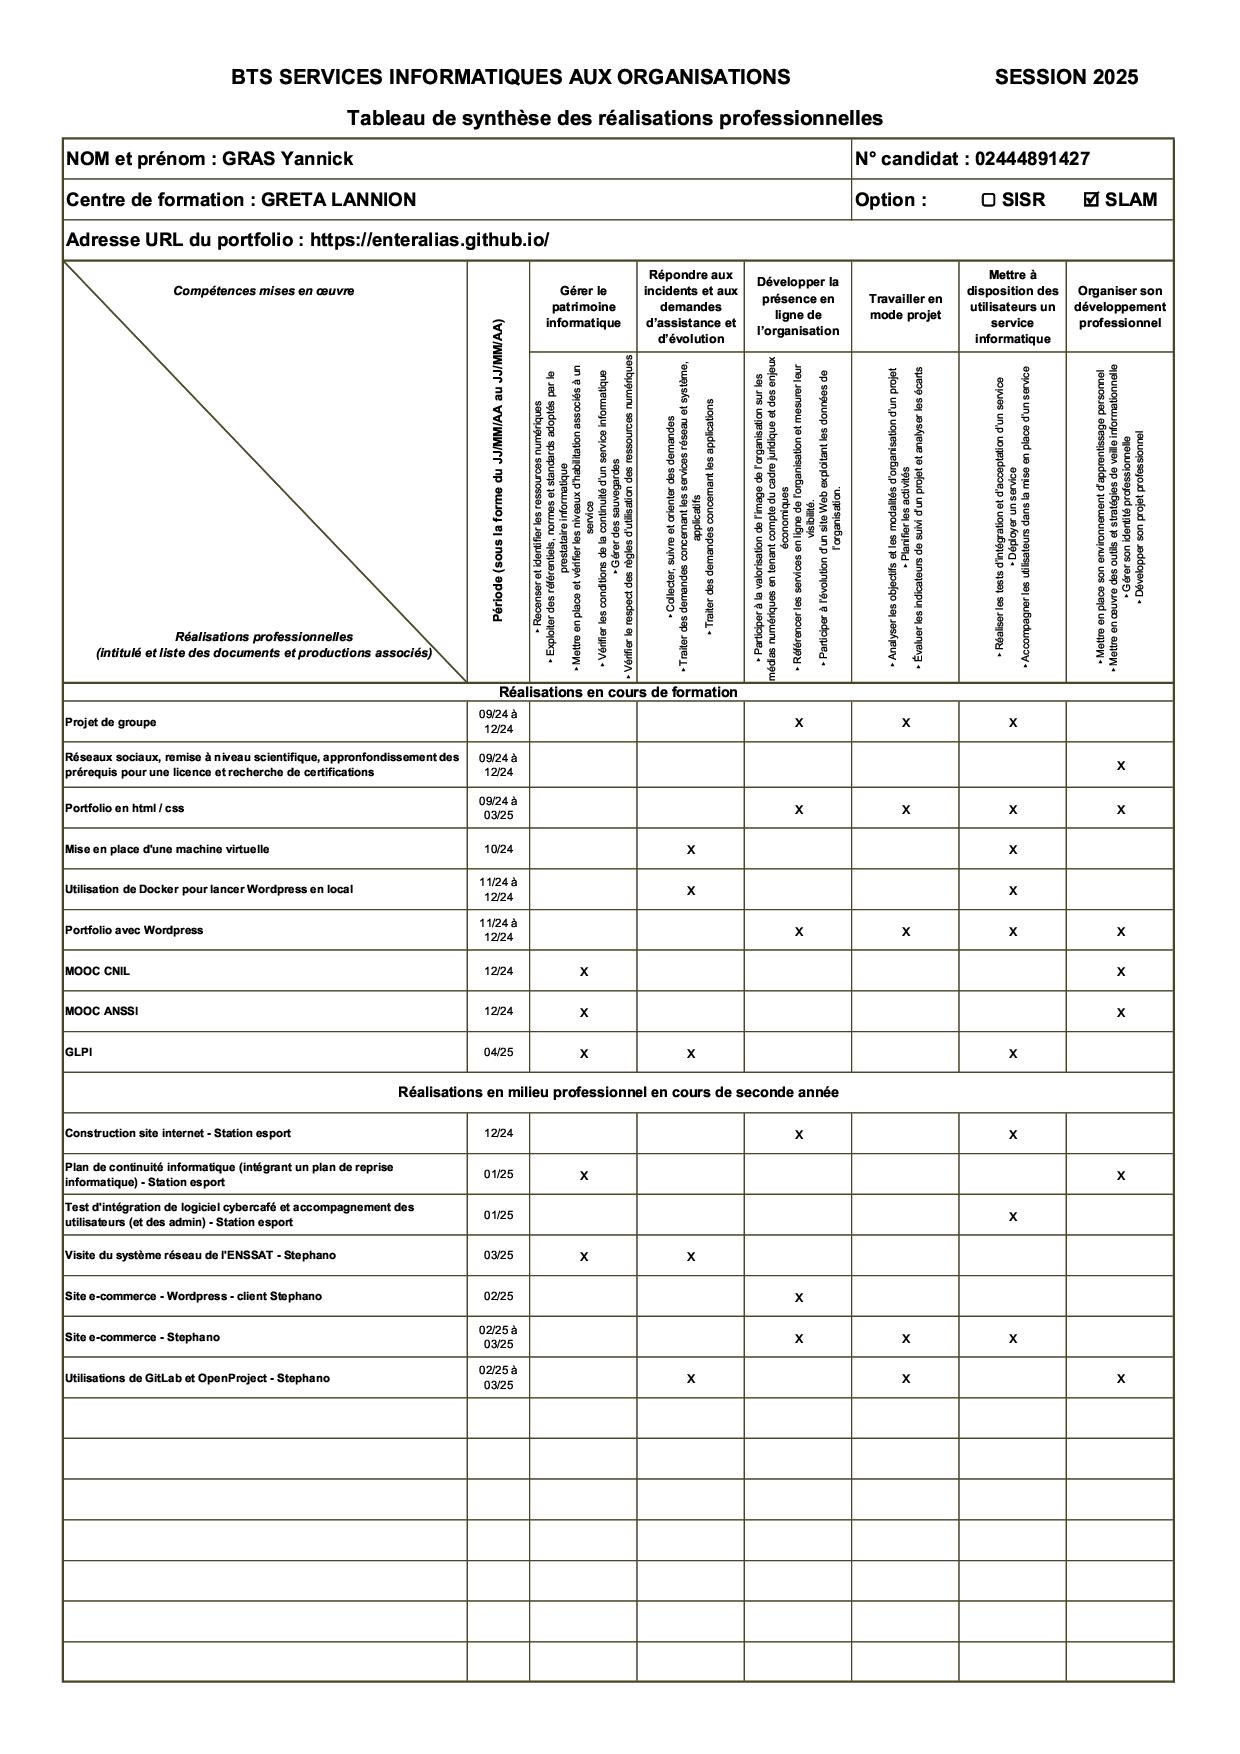 BTS SERVICES INFORMATIQUES AUX ORGANISATIONS SESSION 2025
Tableau de synthèse des réalisations professionnelles
NOM et prénom : GRAS Yannick N° candidat : 02444891427
Centre de formation : GRETA LANNION Option : ☐ SISR ☑ SLAM
Adresse URL du portfolio : https://enteralias.github.io/
Compétences mises en œuvre
Réalisations professionnelles
(intitulé et liste des documents et productions associés)
Période (sous la forme du JJ/MM/AA au JJ/MM/AA)
Gérer le
patrimoine
informatique
Répondre aux
incidents et aux
demandes
d'assistance et
d'évolution
Développer la
présence en
ligne de
l'organisation
Travailler en
mode projet
Mettre à
disposition des
utilisateurs un
service
informatique
Organiser son
développement
professionnel
‣ Recenser et identifier les ressources numériques
‣ Exploiter des référentiels, normes et standards adoptés par le
prestataire informatique
‣ Mettre en place et vérifier les niveaux d'habilitation associés à un
service
‣ Vérifier les conditions de la continuité d'un service informatique
‣ Gérer des sauvegardes
‣ Vérifier le respect des règles d'utilisation des ressources numériques
‣ Collecter, suivre et orienter des demandes
‣ Traiter des demandes concernant les services réseau et système,
applicatifs
‣ Traiter des demandes concernant les applications
‣ Participer à la valorisation de l'image de l'organisation sur les
médias numériques en tenant compte du cadre juridique et des enjeux
économiques
‣ Référencer les services en ligne de l'organisation et mesurer leur
visibilité.
‣ Participer à l'évolution d'un site Web exploitant les données de
l'organisation.
‣ Analyser les objectifs et les modalités d'organisation d'un projet
‣ Planifier les activités
‣ Évaluer les indicateurs de suivi d'un projet et analyser les écarts
‣ Réaliser les tests d'intégration et d'acceptation d'un service
‣ Déployer un service
‣ Accompagner les utilisateurs dans la mise en place d'un service
‣ Mettre en place son environnement d'apprentissage personnel
‣ Mettre en œuvre des outils et stratégies de veille informationnelle
‣ Gérer son identité professionnelle
‣ Développer son projet professionnel
Réalisations en cours de formation
Projet de groupe 09/24 à 12/24 X X X
Réseaux sociaux, remise à niveau scientifique, appronfondissement des
prérequis pour une licence et recherche de certifications 09/24 à 12/24 X
Portfolio en html / css 09/24 à 03/25 X X X X
Mise en place d'une machine virtuelle 10/24 X X
Utilisation de Docker pour lancer Wordpress en local 11/24 à 12/24 X X
Portfolio avec Wordpress 11/24 à 12/24 X X X X
MOOC CNIL 12/24 X X
MOOC ANSSI 12/24 X X
GLPI 04/25 X X X
Réalisations en milieu professionnel en cours de seconde année
Construction site internet - Station esport 12/24 X X
Plan de continuité informatique (intégrant un plan de reprise
informatique) - Station esport 01/25 X X
Test d'intégration de logiciel cybercafé et accompagnement des
utilisateurs (et des admin) - Station esport 01/25 X
Visite du système réseau de l'ENSSAT - Stephano 03/25 X X
Site e-commerce - Wordpress - client Stephano 02/25 X
Site e-commerce - Stephano 02/25 à 03/25 X X X
Utilisations de GitLab et OpenProject - Stephano 02/25 à 03/25 X X X